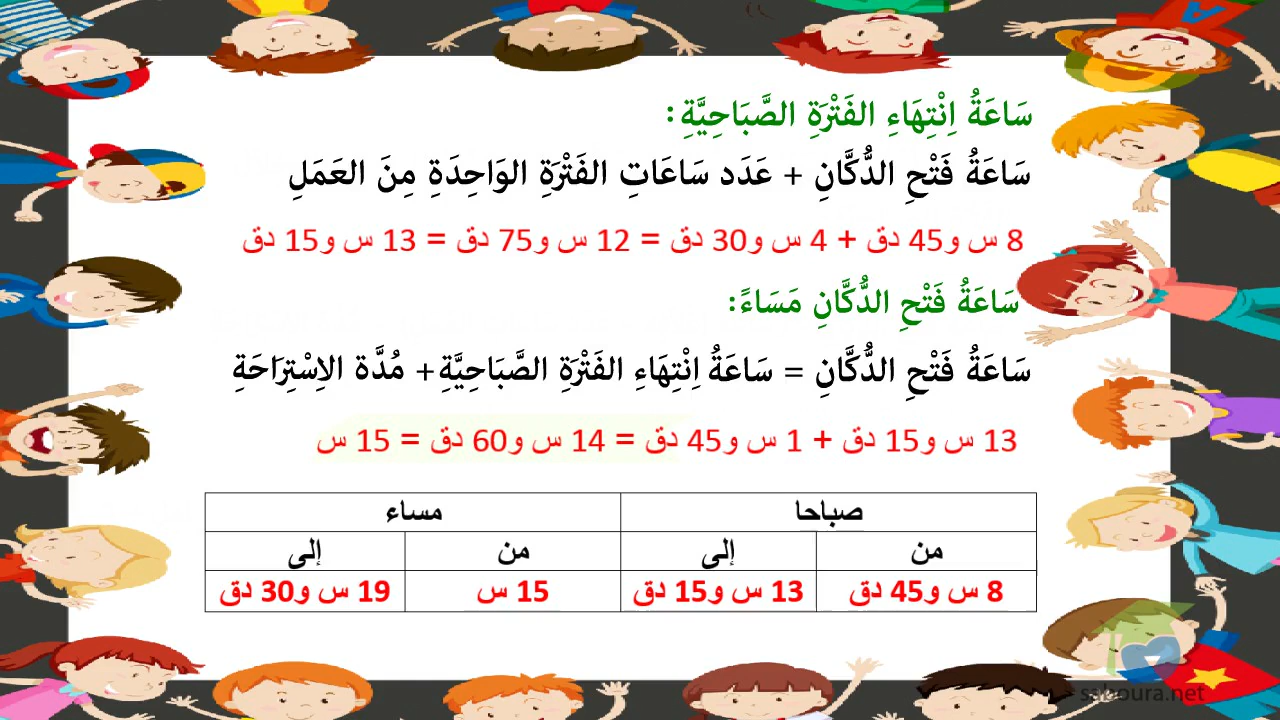 سَاعَةُ اِنْتِهَاءِ الفَتْرَةِ الصَّبَاحِيَّةِ:
سَاعَةُ فَتْحِ الدُّكَّانِ + عَدَد سَاعَاتِ الفَتْرَةِ الوَاحِدَةِ مِنَ العَمَلِ
8 س و45 دق + 4 س و30 دق = 12 س و75 دق = 13 س و15 دق
سَاعَةُ فَتْحِ الدُّكَّانِ مَسَاءً:
سَاعَةُ فَتْحِ الدُّكَّانِ = سَاعَةُ اِنْتِهَاءِ الفَتْرَةِ الصَّبَاحِيَّةِ+ مُدَّة الاِسْتِرَاحَةِ
13 س و15 دق + 1 س و45 دق = 14 س و60 دق = 15 س
صباحا مساء
من إلى من إلى
8 س و45 دق 13 س و15 دق 15 س 19 س و30 دق
saboura.net